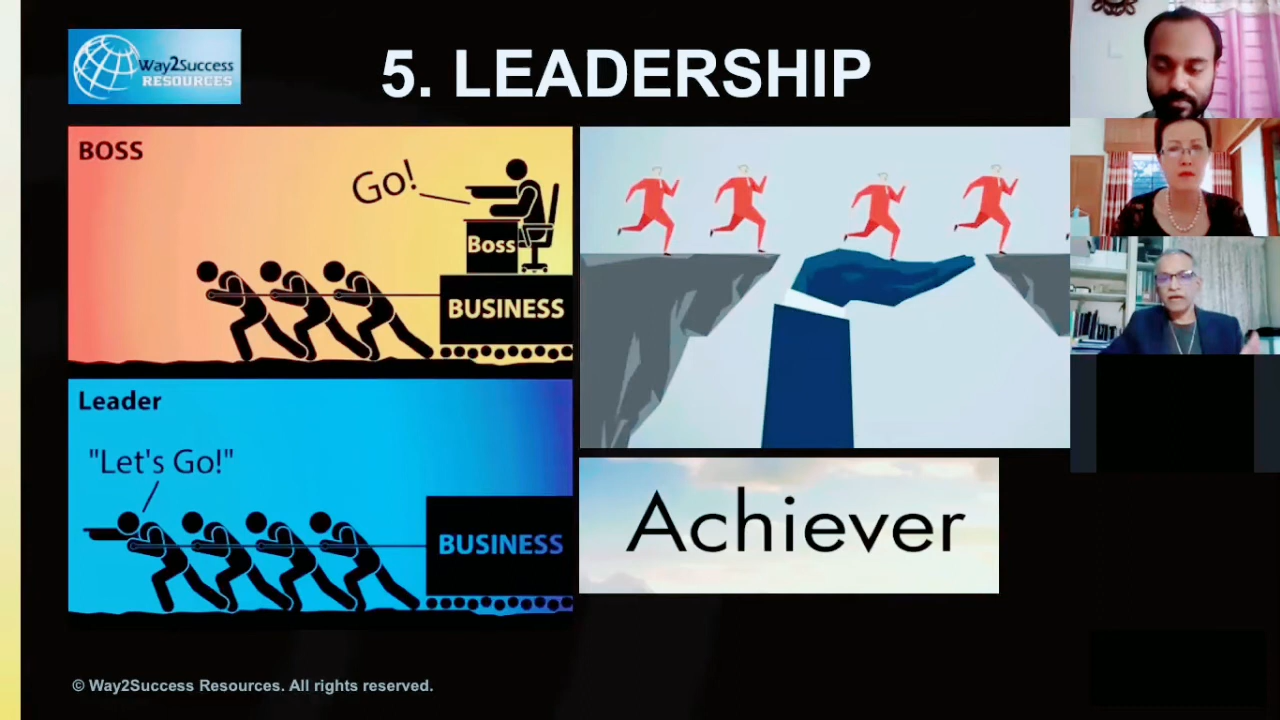 Way2Success
RESOURCES
5. LEADERSHIP
BOSS
Go!
Boss
BUSINESS
Leader
"Let's Go!"
BUSINESS
Achiever
© Way2Success Resources. All rights reserved.